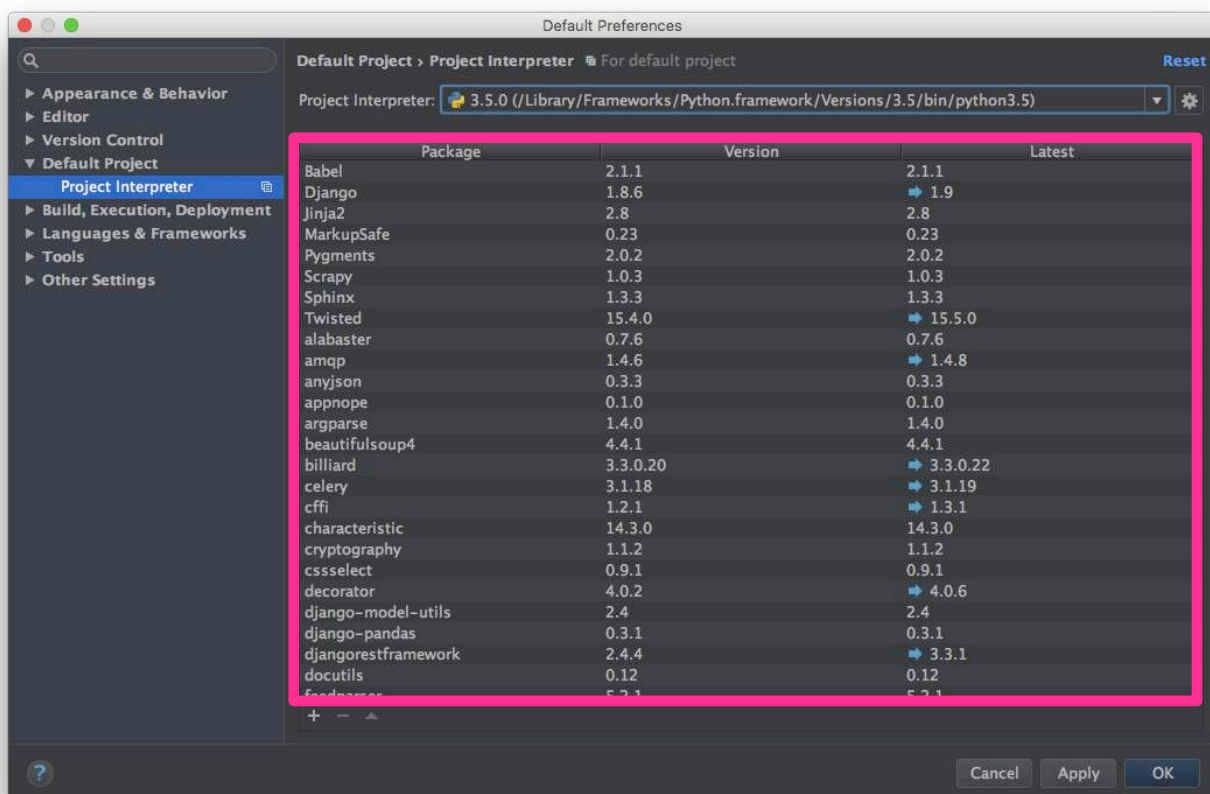 Default Preferences
Default Project › Project Interpreter For default project Reset
Appearance & Behavior
Editor
Version Control
Default Project
Project Interpreter
Build, Execution, Deployment
Languages & Frameworks
Tools
Other Settings
Project Interpreter: 3.5.0 (/Library/Frameworks/Python.framework/Versions/3.5/bin/python3.5)
Package Version Latest
Babel 2.1.1 2.1.1
Django 1.8.6 1.9
Jinja2 2.8 2.8
MarkupSafe 0.23 0.23
Pygments 2.0.2 2.0.2
Scrapy 1.0.3 1.0.3
Sphinx 1.3.3 1.3.3
Twisted 15.4.0 15.5.0
alabaster 0.7.6 0.7.6
amqp 1.4.6 1.4.8
anyjson 0.3.3 0.3.3
appnope 0.1.0 0.1.0
argparse 1.4.0 1.4.0
beautifulsoup4 4.4.1 4.4.1
billiard 3.3.0.20 3.3.0.22
celery 3.1.18 3.1.19
cffi 1.2.1 1.3.1
characteristic 14.3.0 14.3.0
cryptography 1.1.2 1.1.2
cssselect 0.9.1 0.9.1
decorator 4.0.2 4.0.6
django-model-utils 2.4 2.4
django-pandas 0.3.1 0.3.1
djangorestframework 2.4.4 3.3.1
docutils 0.12 0.12
feedparser 5.2.1 5.2.1
+ −
? Cancel Apply OK